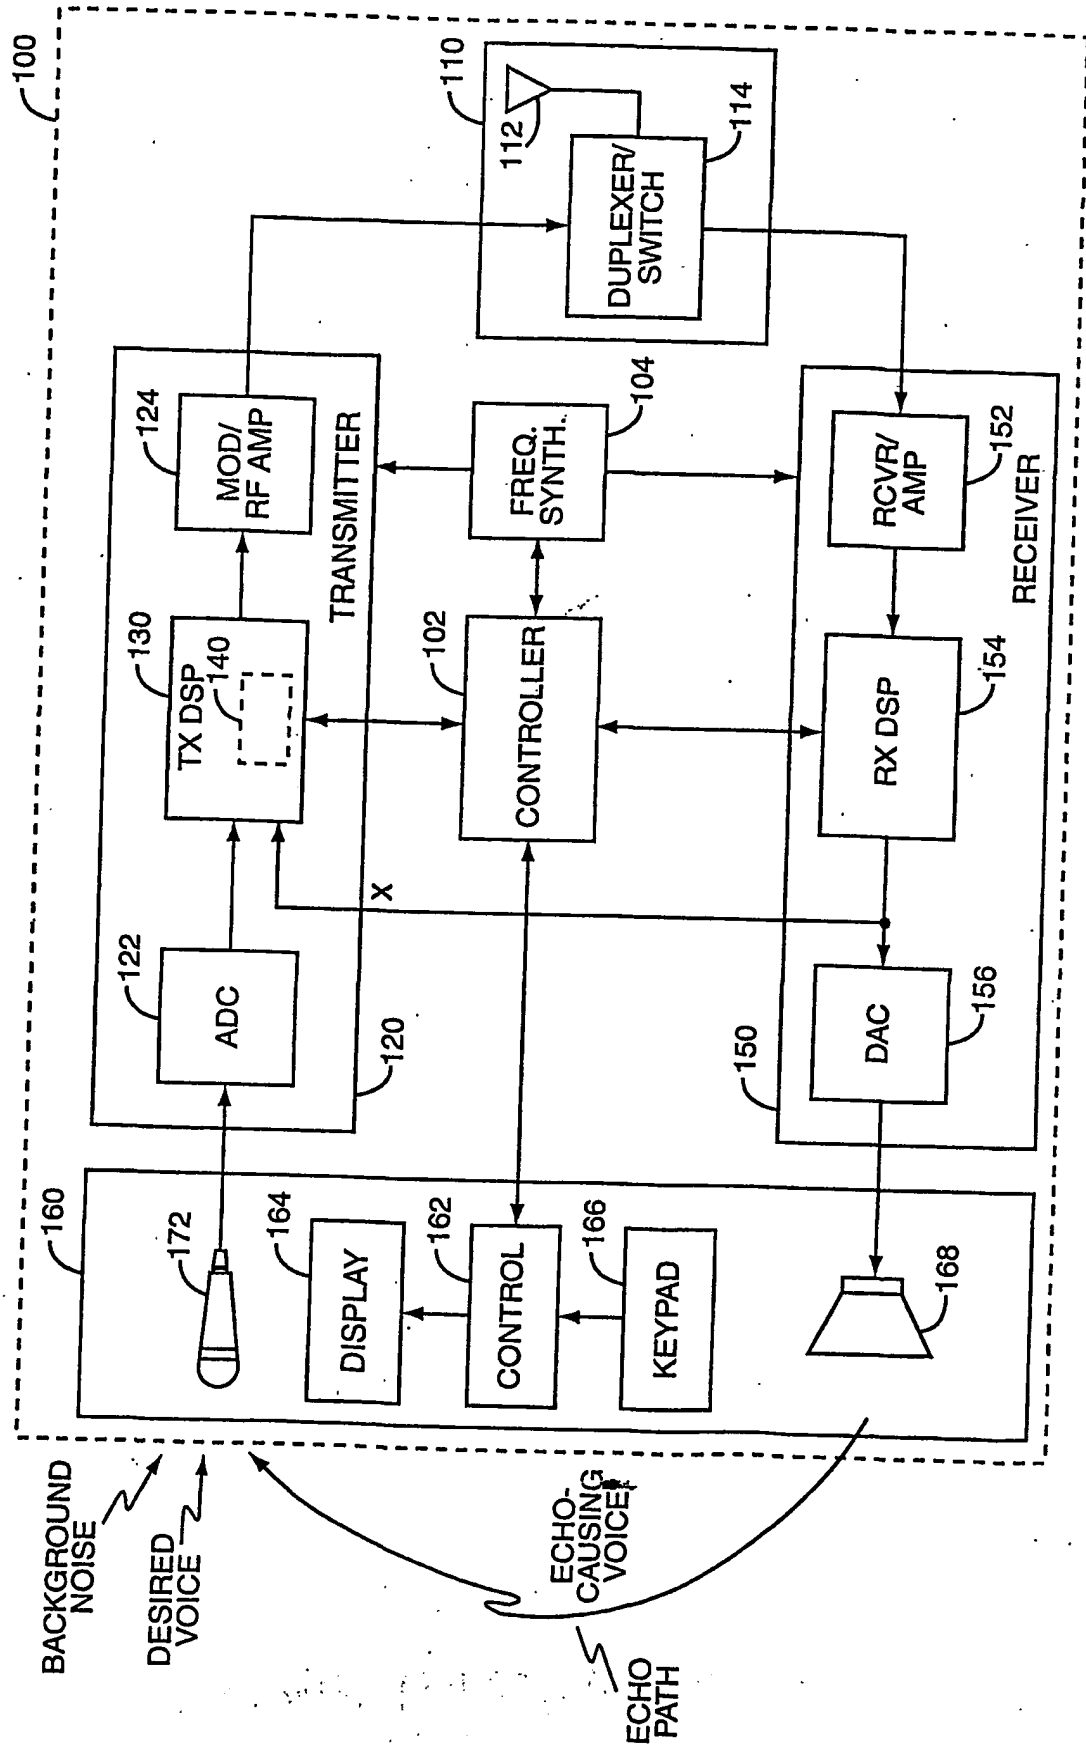 100
160
172
164
DISPLAY
162
CONTROL
166
KEYPAD
168
BACKGROUND
NOISE
DESIRED
VOICE
ECHO-
CAUSING
VOICE
ECHO
PATH
122
ADC
120
130
TX DSP
140
124
MOD/
RF AMP
TRANSMITTER
X
102
CONTROLLER
104
FREQ.
SYNTH.
110
112
114
DUPLEXER/
SWITCH
150
DAC
156
RX DSP
154
RCVR/
AMP
152
RECEIVER